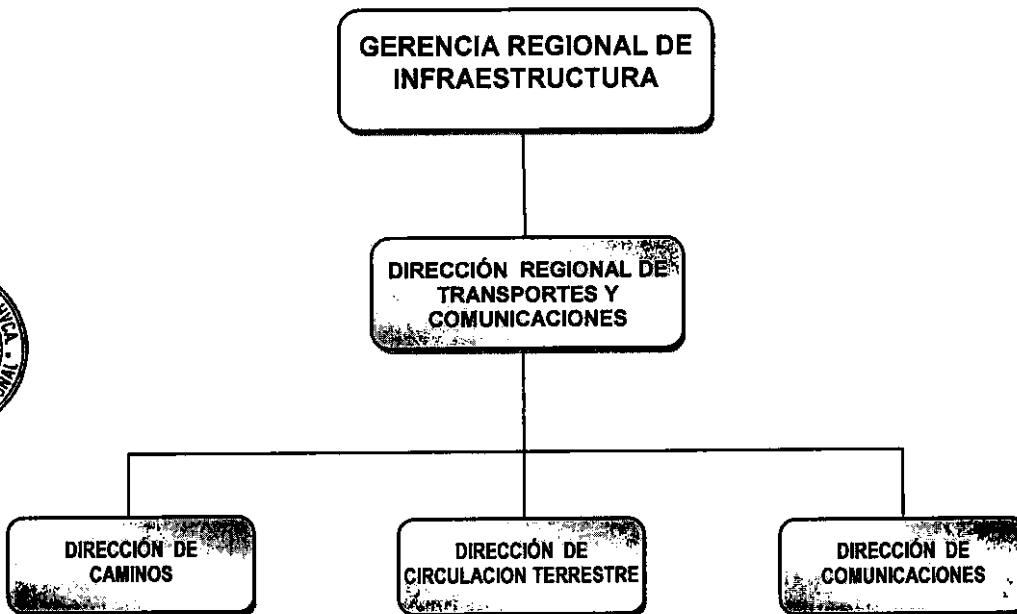 GERENCIA REGIONAL DE
INFRAESTRUCTURA
DIRECCIÓN REGIONAL DE
TRANSPORTES Y
COMUNICACIONES
HVCA -
DIRECCIÓN DE
CAMINOS
DIRECCIÓN DE
CIRCULACION TERRESTRE
DIRECCIÓN DE
COMUNICACIONES